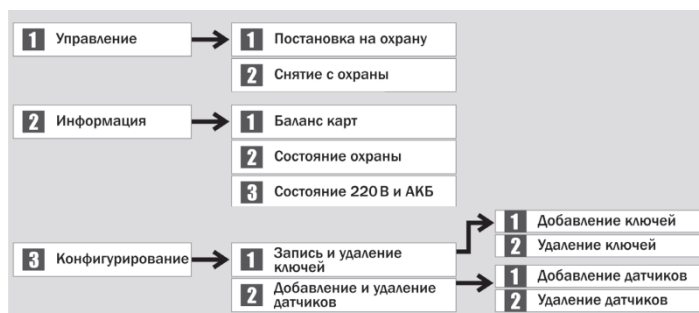 1 Управление
1 Постановка на охрану
2 Снятие с охраны
2 Информация
1 Баланс карт
2 Состояние охраны
3 Состояние 220 В и АКБ
3 Конфигурирование
1 Запись и удаление
ключей
1 Добавление ключей
2 Удаление ключей
2 Добавление и удаление
датчиков
1 Добавление датчиков
2 Удаление датчиков